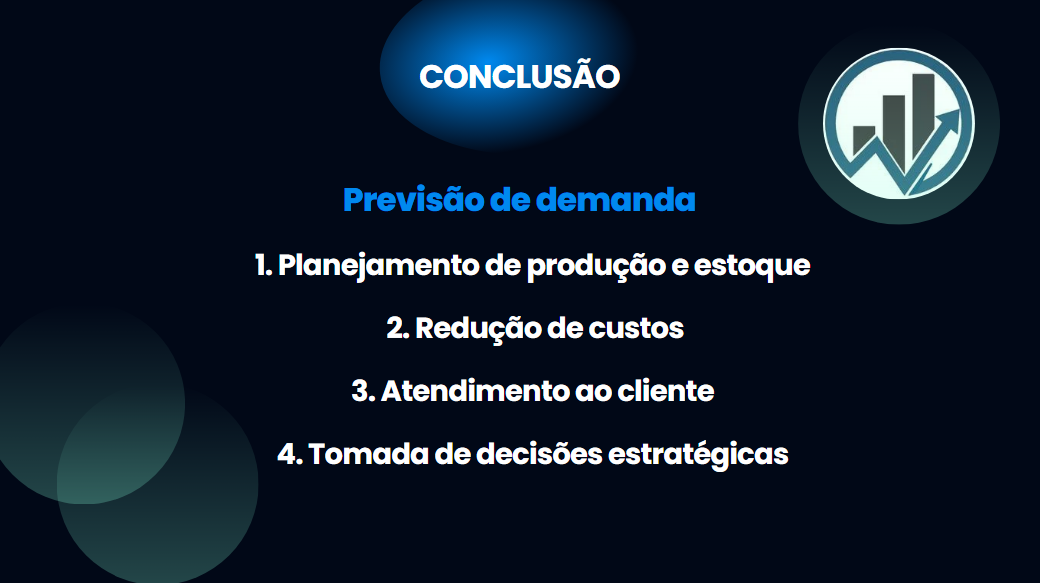 CONCLUSÃO
Previsão de demanda
1. Planejamento de produção e estoque
2. Redução de custos
3. Atendimento ao cliente
4. Tomada de decisões estratégicas